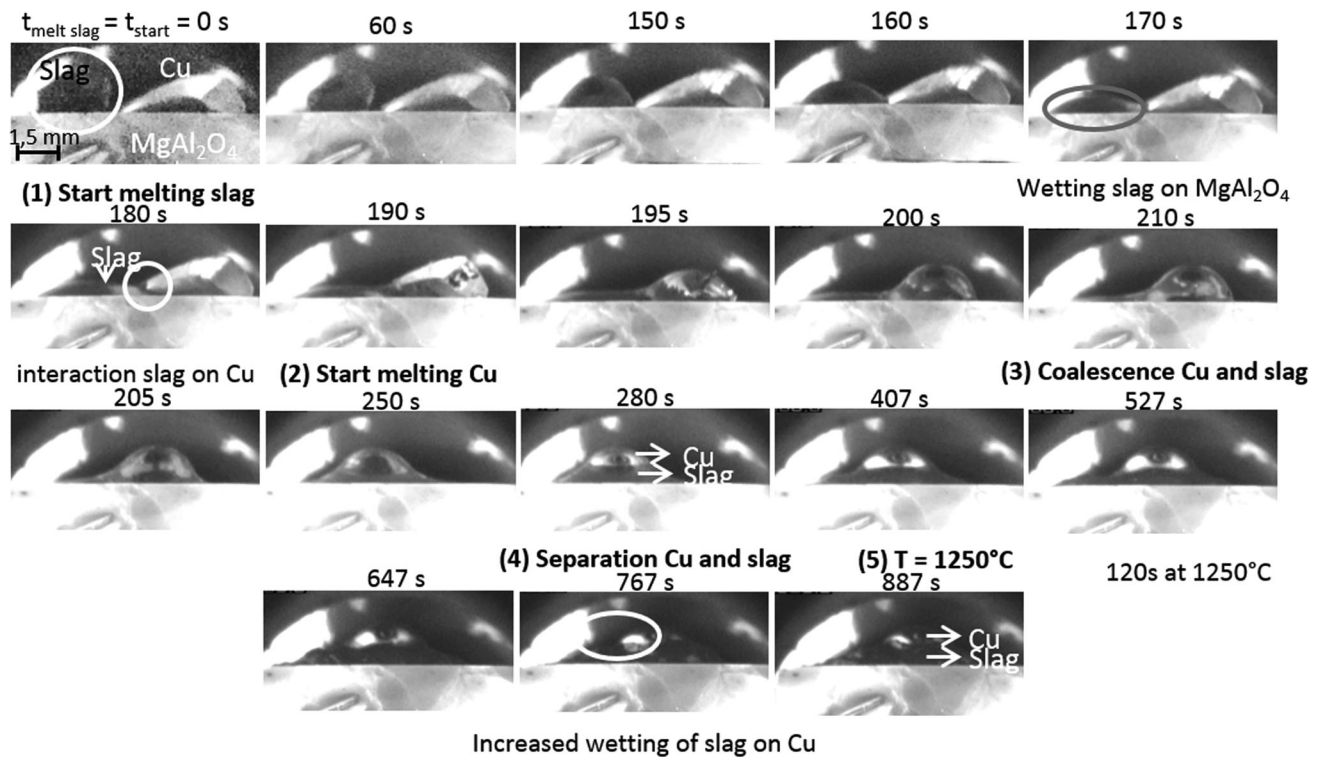 t melt slag = t start = 0 s
60 s
150 s
160 s
170 s
Slag
Cu
1,5 mm
MgAl2O4
(1) Start melting slag
Wetting slag on MgAl2O4
180 s
190 s
195 s
200 s
210 s
Slag
interaction slag on Cu
(2) Start melting Cu
(3) Coalescence Cu and slag
205 s
250 s
280 s
407 s
527 s
Cu
Slag
(4) Separation Cu and slag
(5) T = 1250°C
120s at 1250°C
647 s
767 s
887 s
Cu
Slag
Increased wetting of slag on Cu